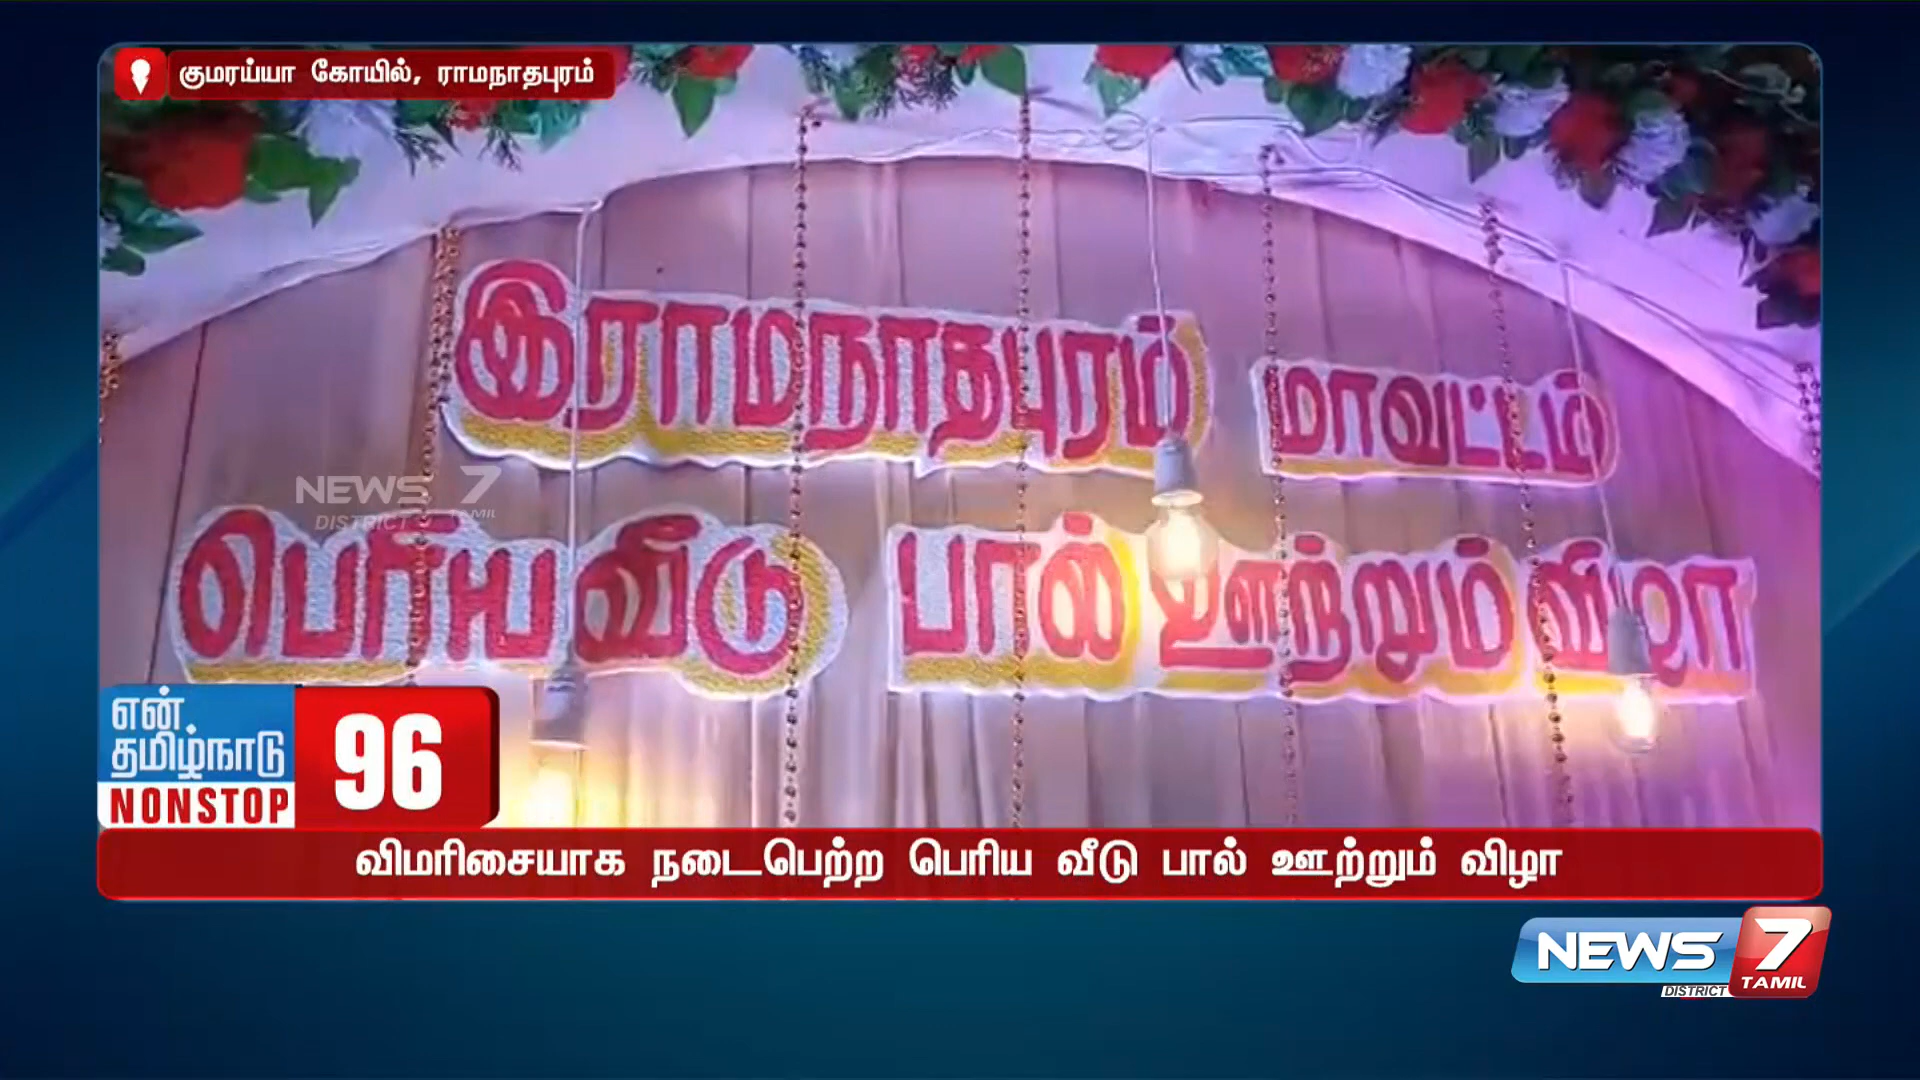 குமரய்யா கோயில், ராமநாதபுரம்
இராமநாதபுரம் மாவட்டம்
NEWS 7
DISTRICT TAMIL
பெரியவீடு பால் ஊற்றும் விழா
என்
தமிழ்நாடு
NONSTOP
96
விமரிசையாக நடைபெற்ற பெரிய வீடு பால் ஊற்றும் விழா
NEWS 7
DISTRICT TAMIL